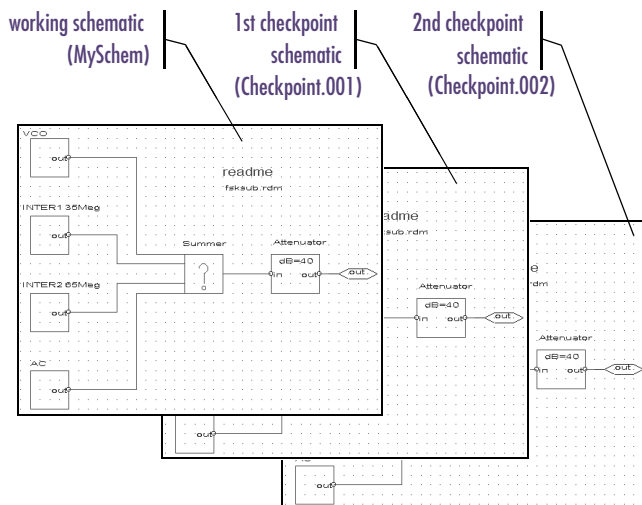 working schematic
(MySchem)
1st checkpoint
schematic
(Checkpoint.001)
2nd checkpoint
schematic
(Checkpoint.002)
VCO
out
readme
fsksub.rdm
INTER1 35Meg
out
Summer
?
Attenuator
dB=40
in out
out
INTER2 65Meg
out
AC
out
adme
sub.rdm
Attenuator
dB=40
in out
out
out
e
rdm
Attenuator
dB=40
in out
out
out